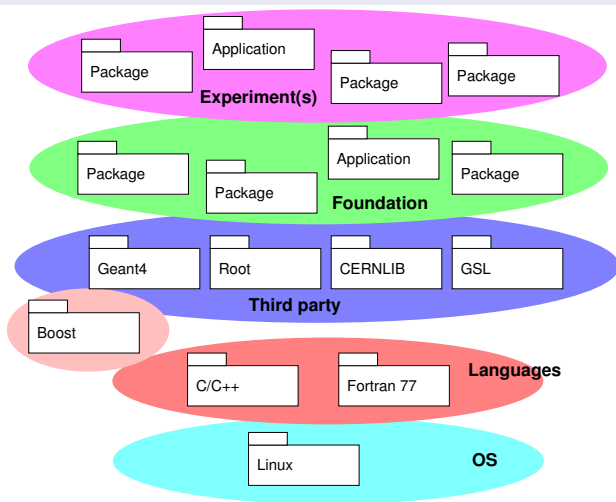 Application
Package
Package
Package
Experiment(s)
Application
Package
Package
Package
Foundation
Geant4
Root
CERNLIB
GSL
Third party
Boost
Languages
C/C++
Fortran 77
Linux
OS